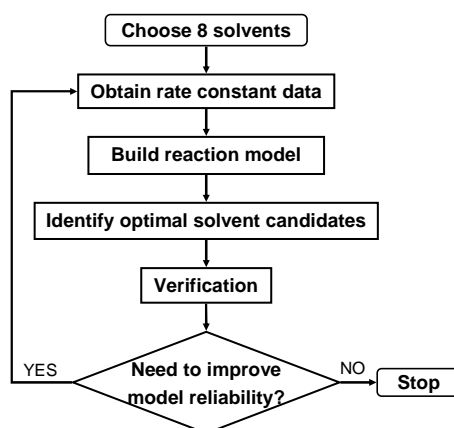 Choose 8 solvents
Obtain rate constant data
Build reaction model
Identify optimal solvent candidates
Verification
YES
Need to improve
model reliability?
NO
Stop